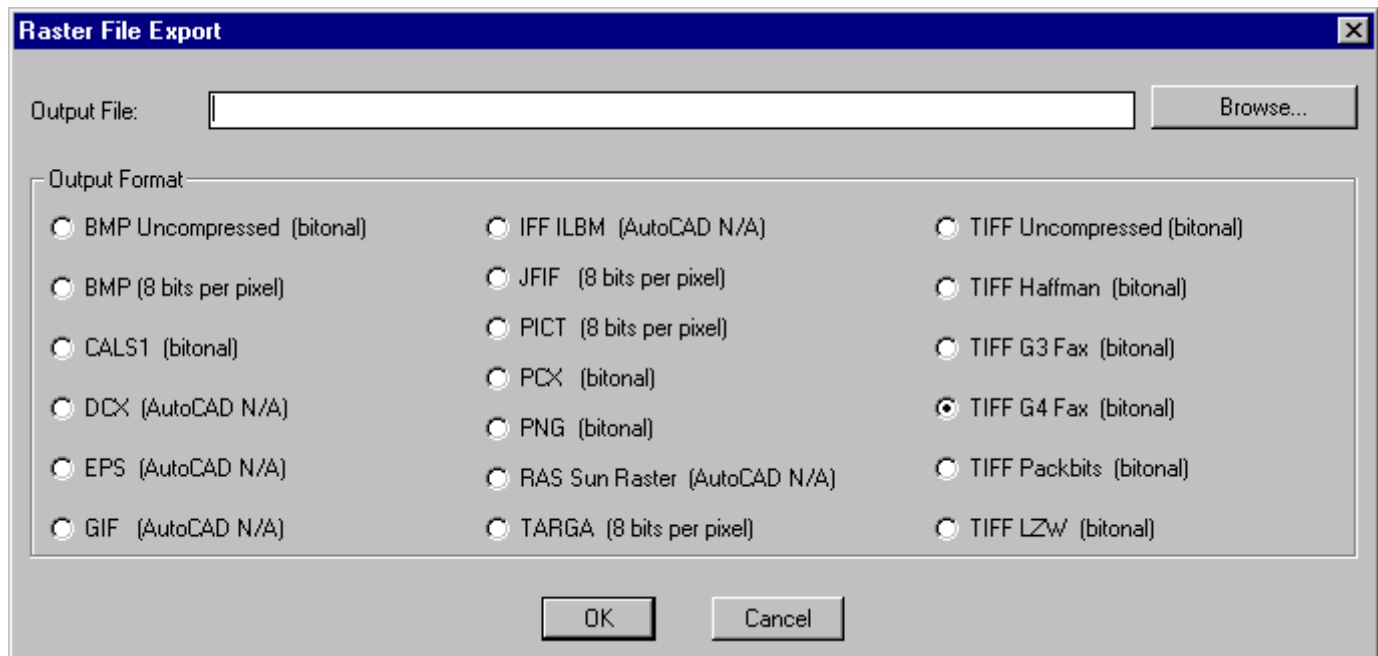 Raster File Export
Output File:
Browse...
Output Format
BMP Uncompressed (bitonal)
BMP (8 bits per pixel)
CALS1 (bitonal)
DCX (AutoCAD N/A)
EPS (AutoCAD N/A)
GIF (AutoCAD N/A)
IFF ILBM (AutoCAD N/A)
JFIF (8 bits per pixel)
PICT (8 bits per pixel)
PCX (bitonal)
PNG (bitonal)
RAS Sun Raster (AutoCAD N/A)
TARGA (8 bits per pixel)
TIFF Uncompressed (bitonal)
TIFF Haffman (bitonal)
TIFF G3 Fax (bitonal)
TIFF G4 Fax (bitonal)
TIFF Packbits (bitonal)
TIFF LZW (bitonal)
OK
Cancel